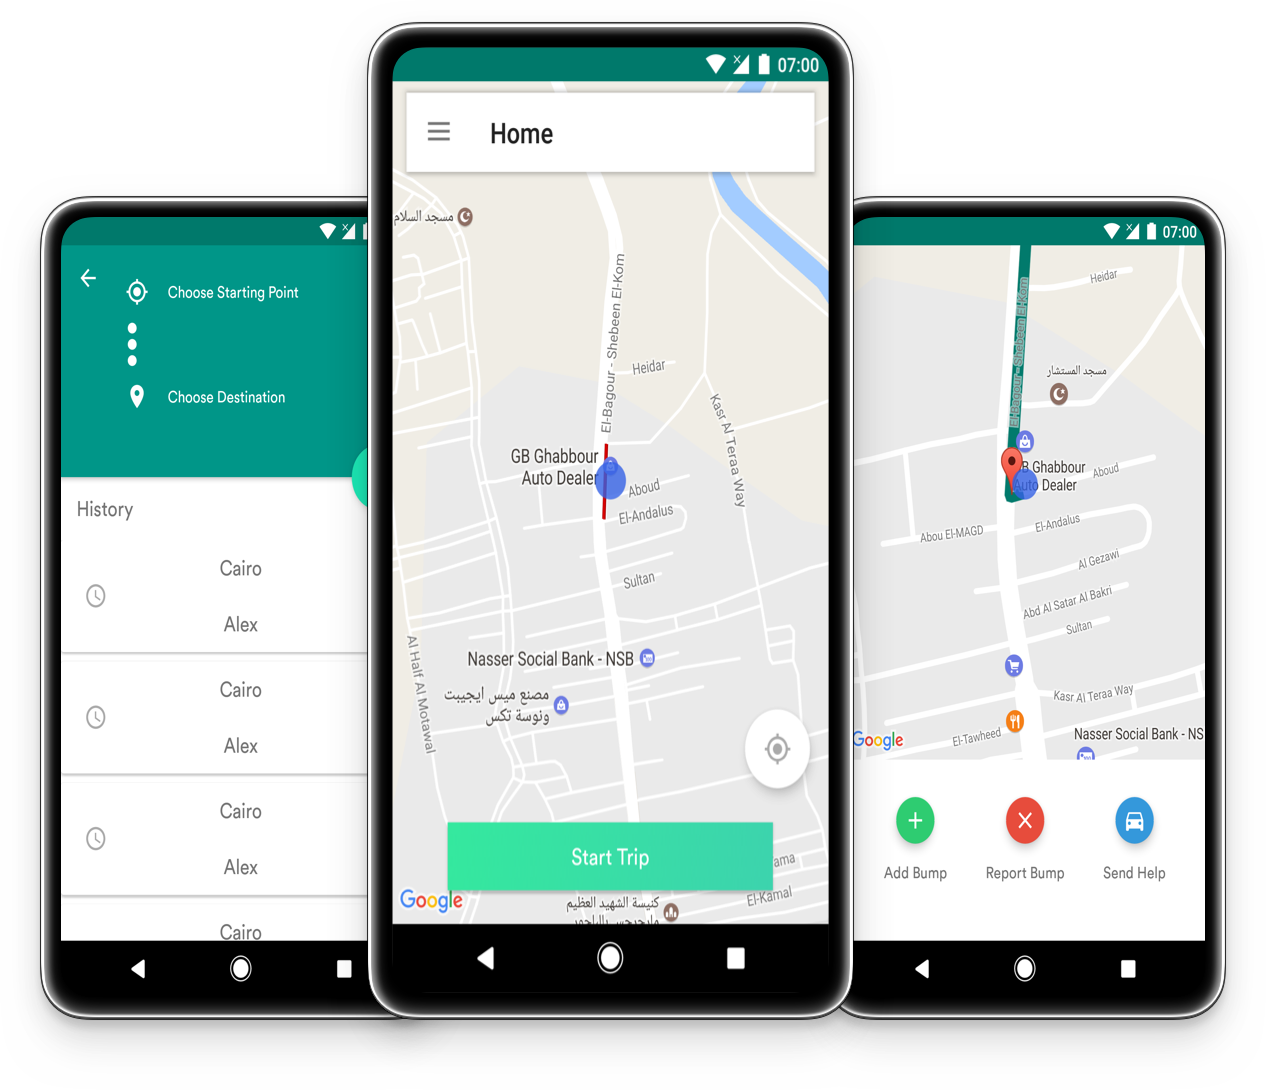 07:00
Choose Starting Point
Choose Destination
History
Cairo
Alex
Cairo
Alex
Cairo
Alex
Cairo
07:00
Home
مسجد السلام
El-Bagour - Shebeen El-Kom
Heidar
Kasr Al Teraa Way
GB Ghabbour
Auto Dealer
Aboud
El-Andalus
Sultan
Al Half Al Motawal
Nasser Social Bank - NSB
مصنع ميس ايجيبت
ونوسة تكس
Start Trip
ama
El-Kamal
Google
كنيسة الشهيد العظيم
El-Bagour - Shebeen El-Kom
Heidar
مسجد المستشار
B Ghabbour
Auto Dealer
Aboud
Abou El-MAGD
El-Andalus
Al Gezawi
Abd Al Satar Al Bakri
Sultan
Kasr Al Teraa Way
El-Tawheed
Nasser Social Bank - NS
Google
Add Bump
Report Bump
Send Help